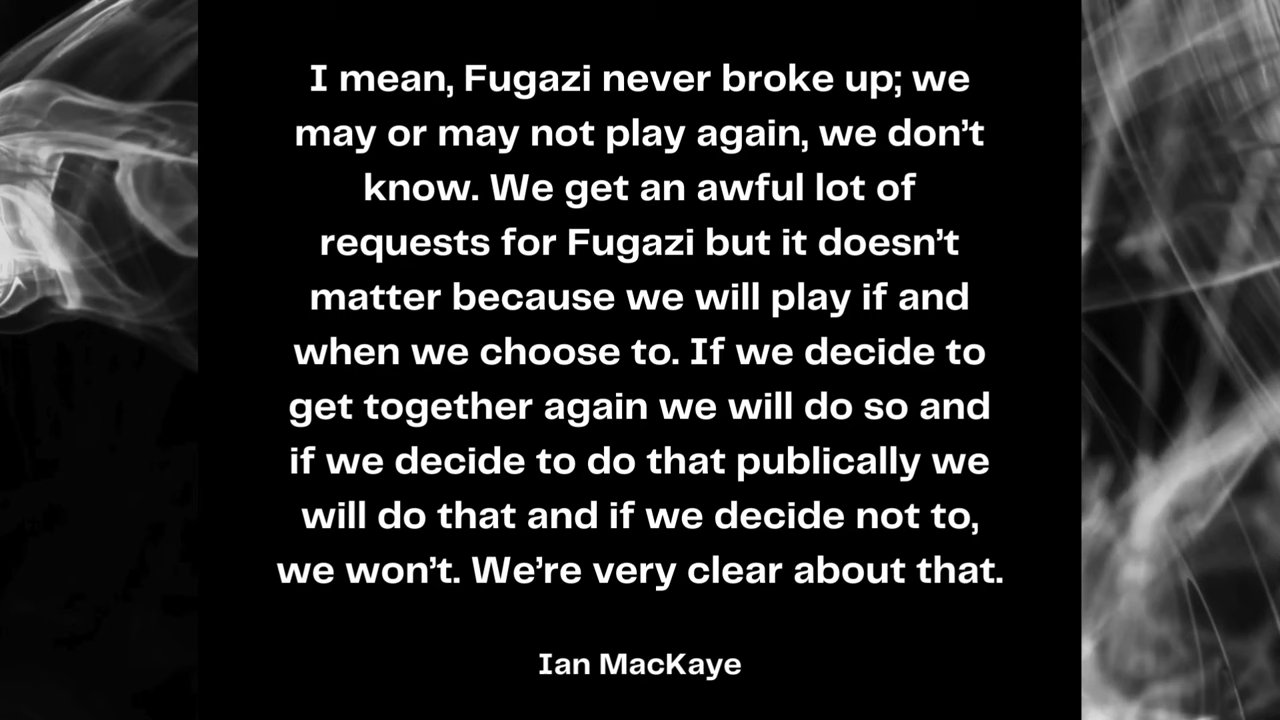 I mean, Fugazi never broke up; we
may or may not play again, we don’t
know. We get an awful lot of
requests for Fugazi but it doesn’t
matter because we will play if and
when we choose to. If we decide to
get together again we will do so and
if we decide to do that publically we
will do that and if we decide not to,
we won’t. We’re very clear about that.
Ian MacKaye